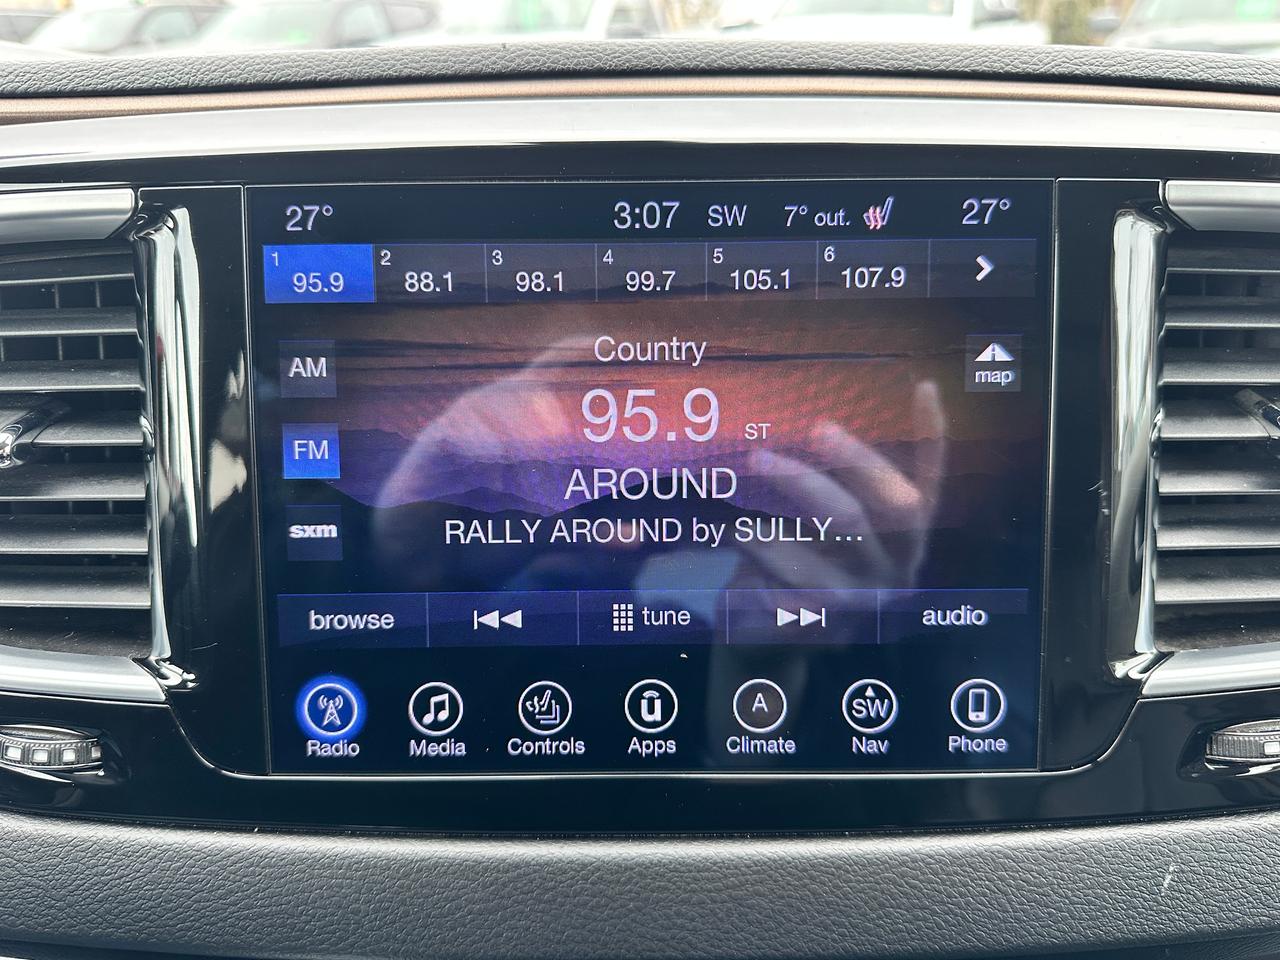 27° 3:07 SW 7° out. 27°
1 95.9 2 88.1 3 98.1 4 99.7 5 105.1 6 107.9
Country
AM
map
95.9 ST
FM
AROUND
sxm
RALLY AROUND by SULLY...
browse tune audio
A SW
Radio Media Controls Apps Climate Nav Phone